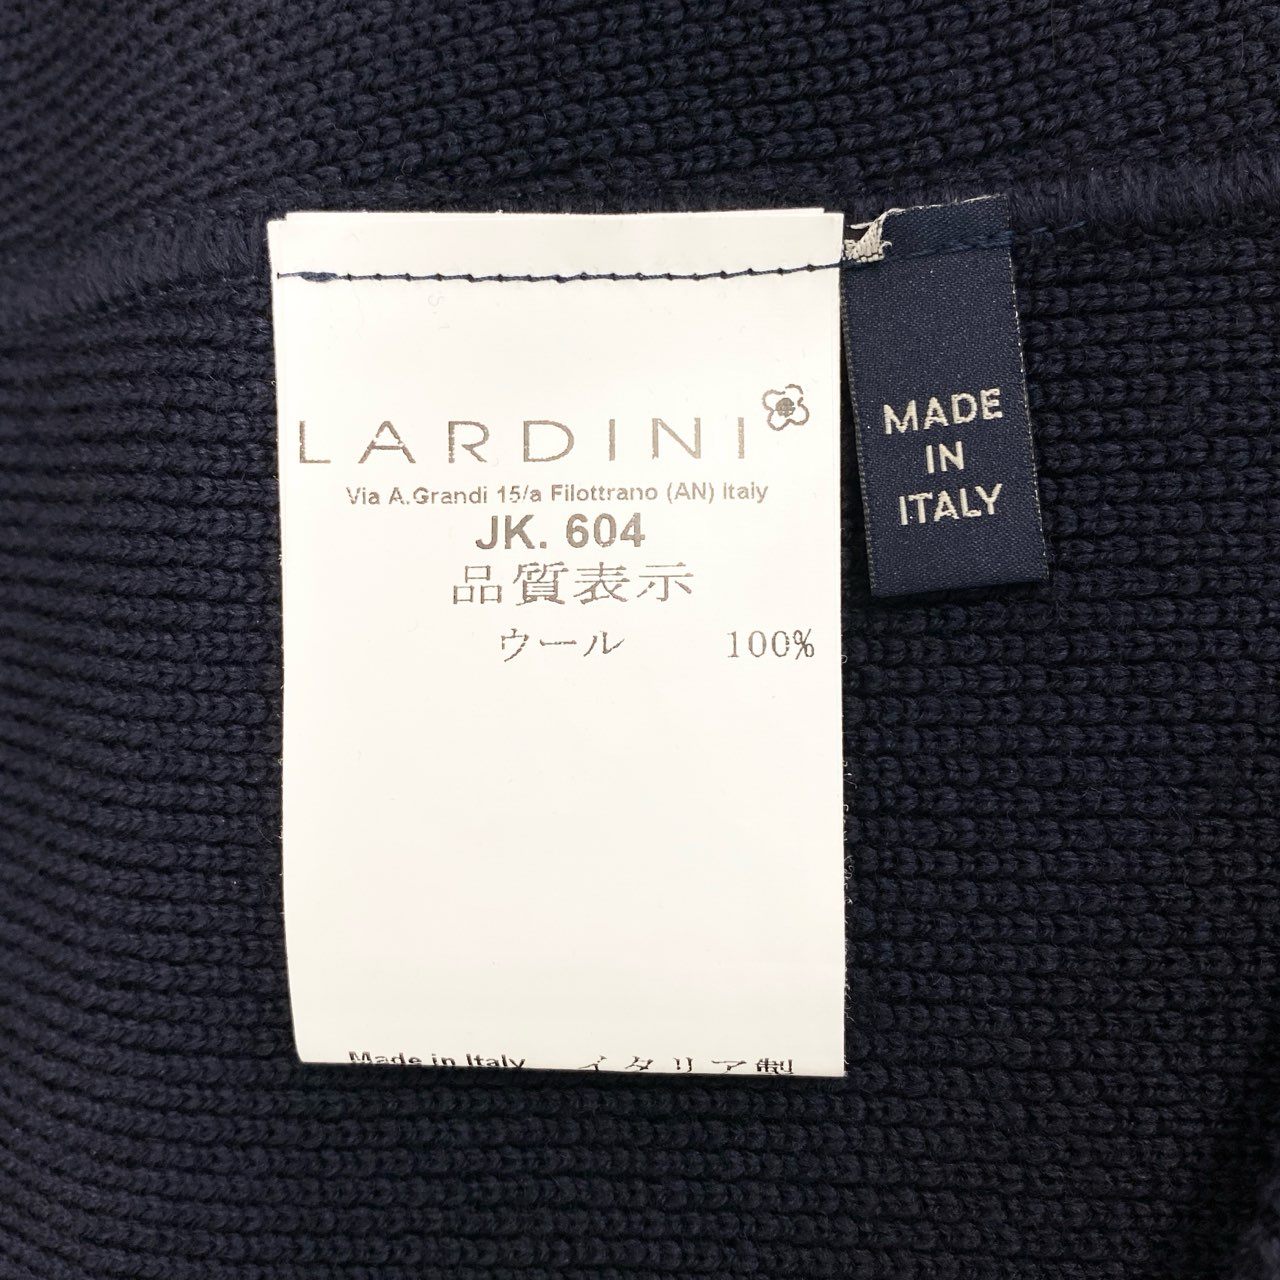 LARDINI
Via A.Grandi 15/a Filottrano (AN) Italy
JK. 604
品質表示
ウール 100%
Made in Italy イタリア製
MADE
IN
ITALY